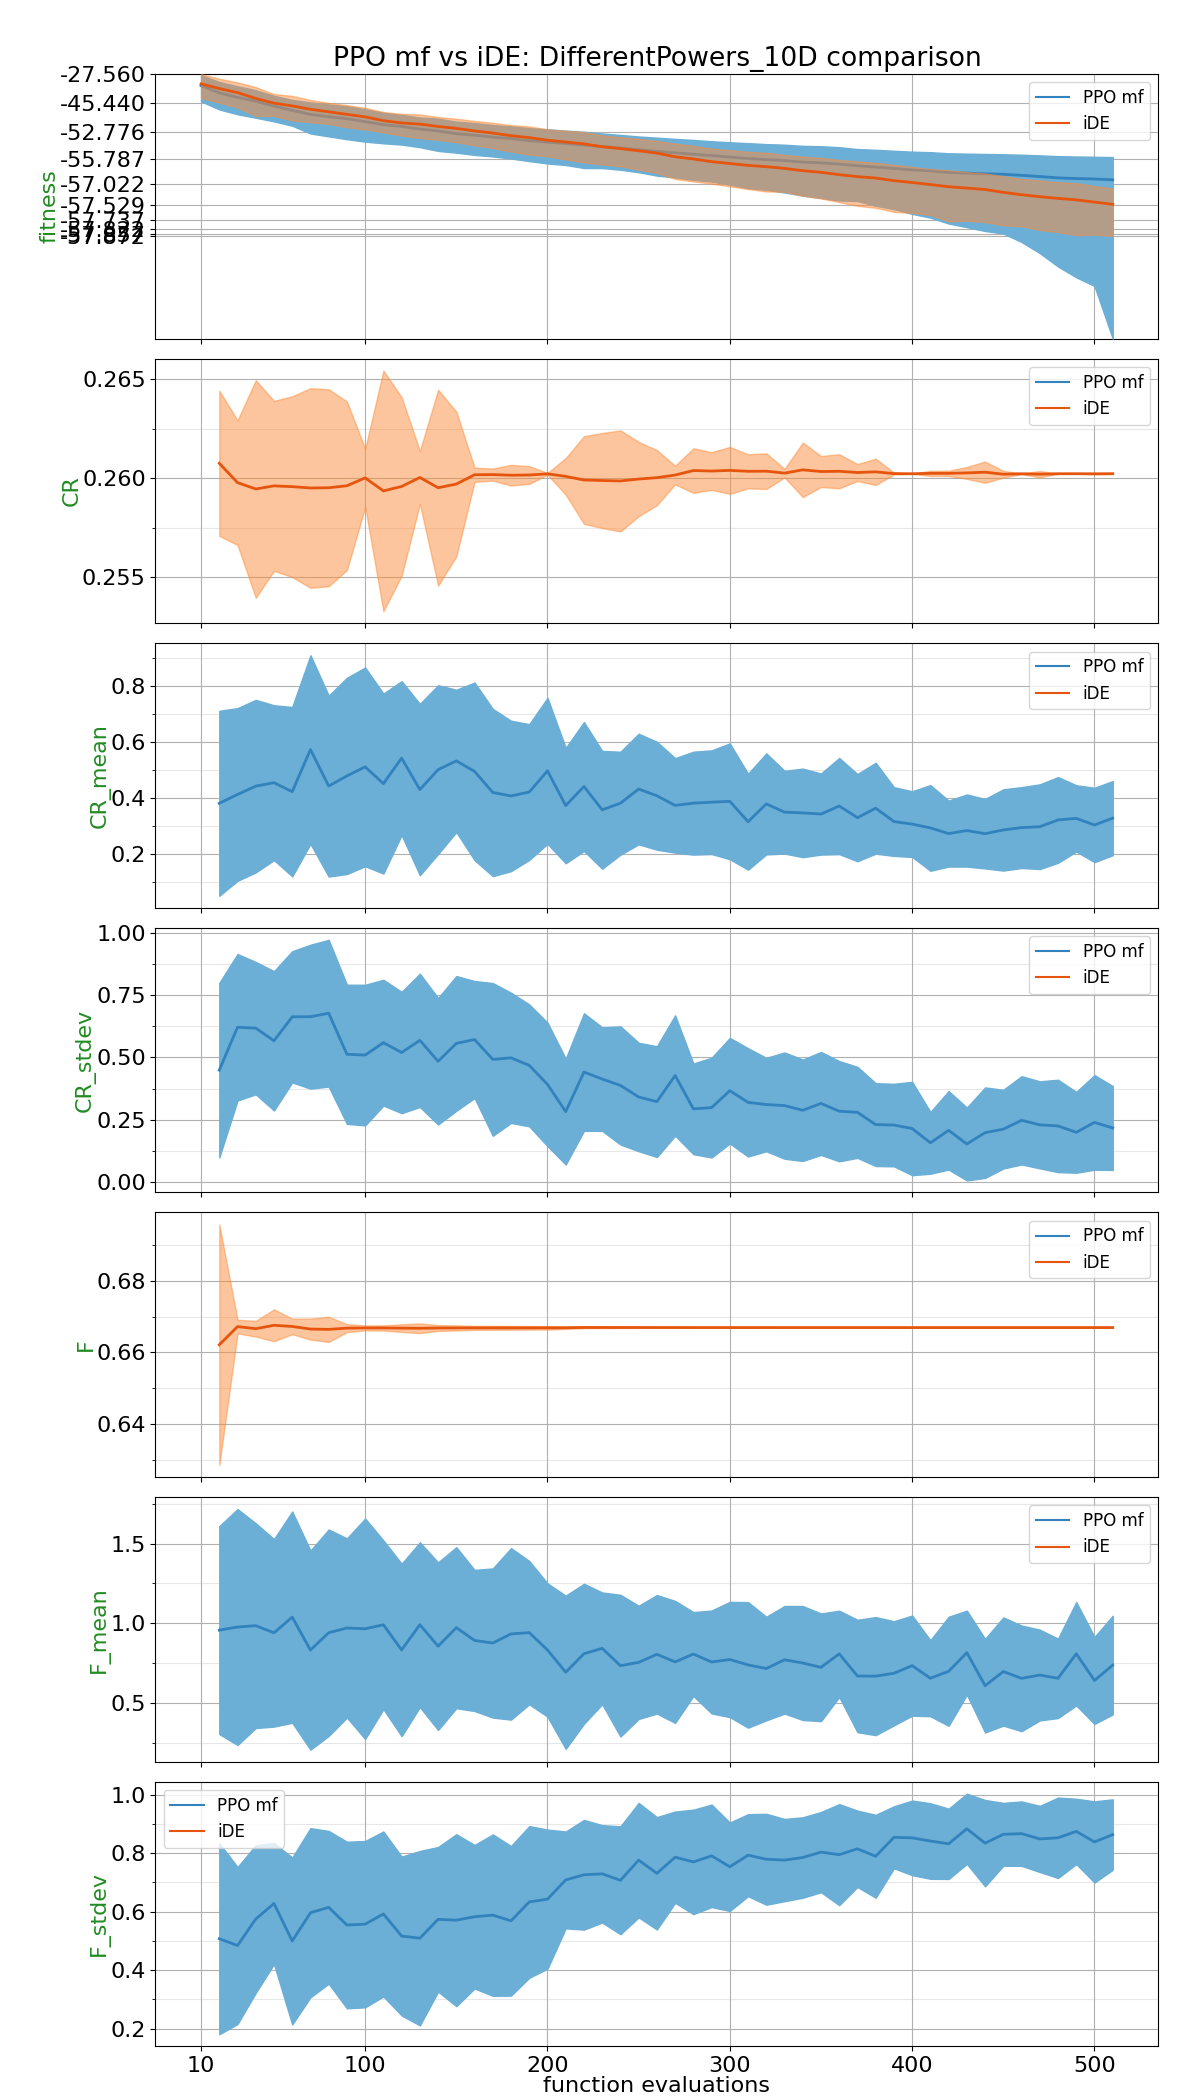 PPO mf vs iDE: DifferentPowers_10D comparison
-27.560
-45.440
-52.776
-55.787
-57.022
-57.529
-57.737
-57.872
fitness
PPO mf
iDE
0.265
0.260
0.255
CR
PPO mf
iDE
0.8
0.6
0.4
0.2
CR_mean
PPO mf
iDE
1.00
0.75
0.50
0.25
0.00
CR_stdev
PPO mf
iDE
0.68
0.66
0.64
F
PPO mf
iDE
1.5
1.0
0.5
F_mean
PPO mf
iDE
1.0
0.8
0.6
0.4
0.2
F_stdev
PPO mf
iDE
10 100 200 300 400 500
function evaluations